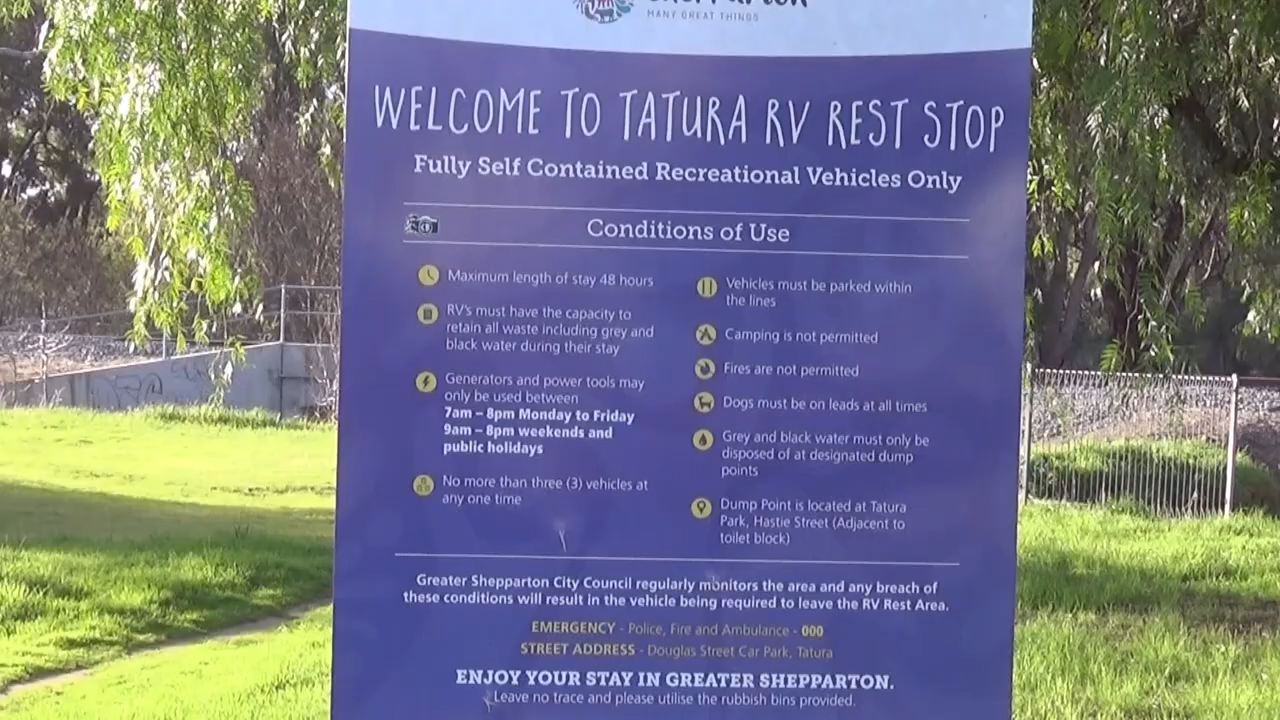 MANY GREAT THINGS
WELCOME TO TATURA RV REST STOP
Fully Self Contained Recreational Vehicles Only
Conditions of Use
Maximum length of stay 48 hours
RV's must have the capacity to
retain all waste including grey and
black water during their stay
Generators and power tools may
only be used between
7am – 8pm Monday to Friday
9am – 8pm weekends and
public holidays
No more than three (3) vehicles at
any one time
Vehicles must be parked within
the lines
Camping is not permitted
Fires are not permitted
Dogs must be on leads at all times
Grey and black water must only be
disposed of at designated dump
points
Dump Point is located at Tatura
Park, Hastie Street (Adjacent to
toilet block)
Greater Shepparton City Council regularly monitors the area and any breach of
these conditions will result in the vehicle being required to leave the RV Rest Area.
EMERGENCY - Police, Fire and Ambulance - 000
STREET ADDRESS - Douglas Street Car Park, Tatura
ENJOY YOUR STAY IN GREATER SHEPPARTON.
Leave no trace and please utilise the rubbish bins provided.